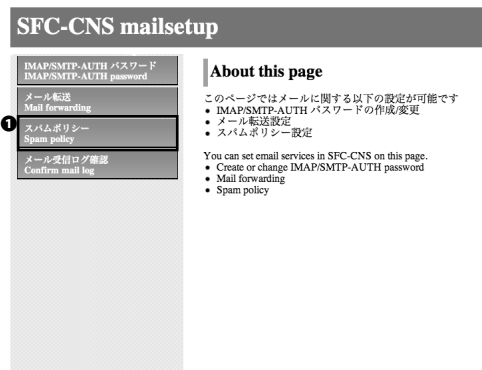 SFC-CNS mailsetup
IMAP/SMTP-AUTH パスワード
IMAP/SMTP-AUTH password
メール転送
Mail forwarding
❶
スパムポリシー
Spam policy
メール受信ログ確認
Confirm mail log
About this page
このページではメールに関する以下の設定が可能です
• IMAP/SMTP-AUTH パスワードの作成/変更
• メール転送設定
• スパムポリシー設定
You can set email services in SFC-CNS on this page.
• Create or change IMAP/SMTP-AUTH password
• Mail forwarding
• Spam policy